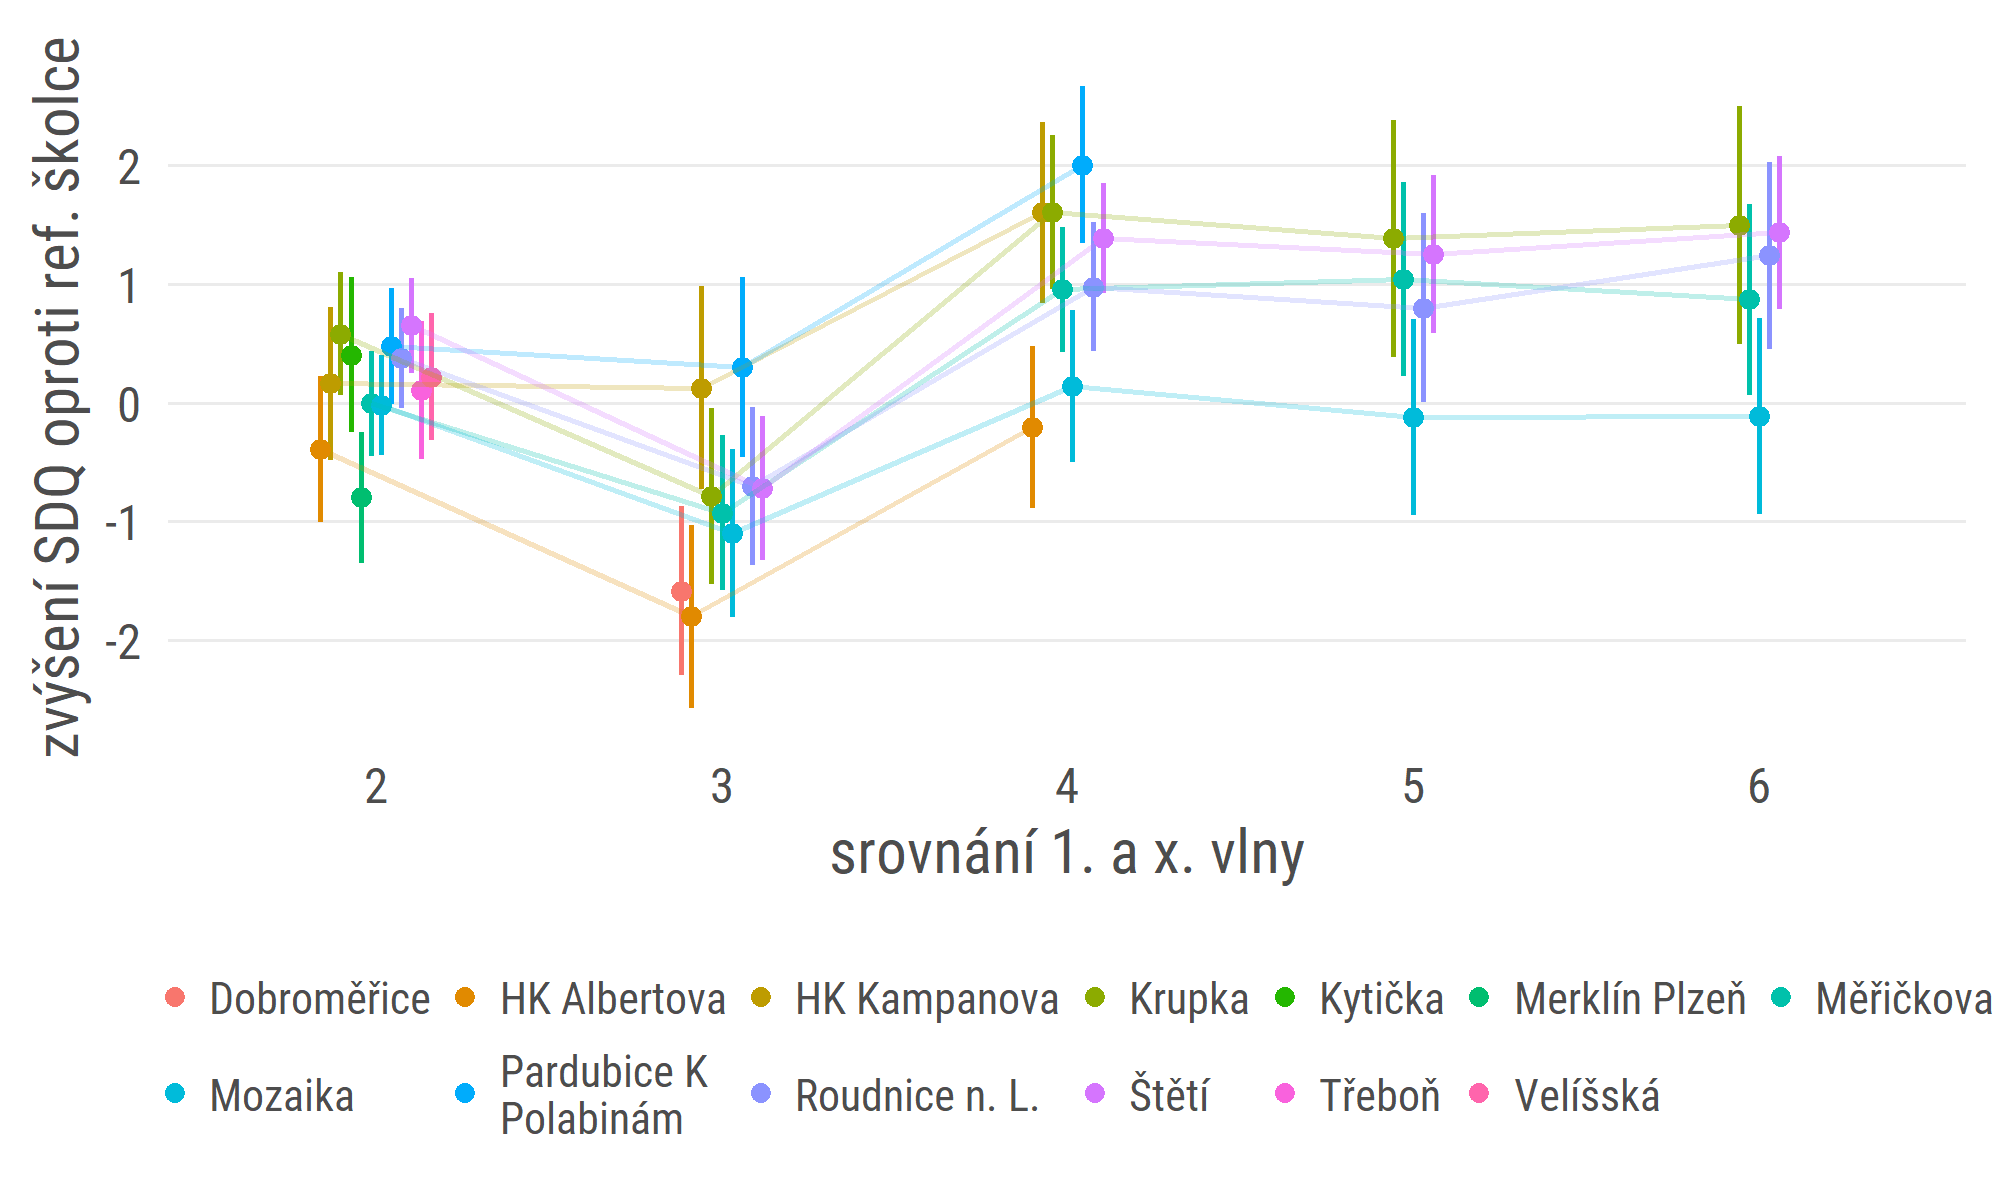 zvýšení SDQ oproti ref. školce
2
1
0
-1
-2
2 3 4 5 6
srovnání 1. a x. vlny
Dobroměřice HK Albertova HK Kampanova Krupka Kytička Merklín Plzeň Měřičkova
Mozaika Pardubice K Polabinám Roudnice n. L. Štětí Třeboň Velíšská